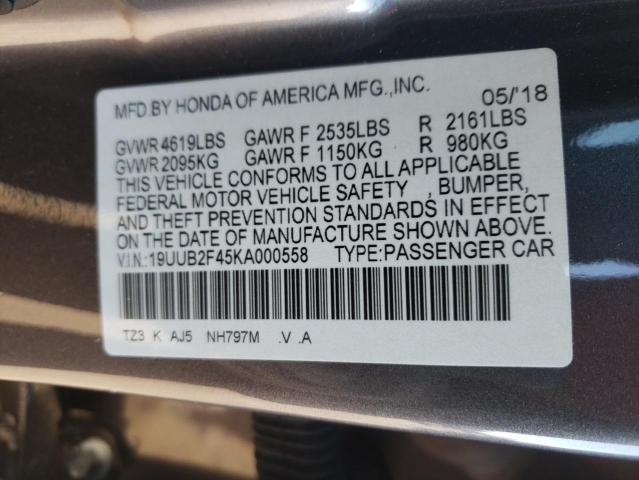 MFD.BY HONDA OF AMERICA MFG.,INC. 05/'18
GVWR 4619LBS GAWR F 2535LBS R 2161LBS
GVWR 2095KG GAWR F 1150KG R 980KG
THIS VEHICLE CONFORMS TO ALL APPLICABLE
FEDERAL MOTOR VEHICLE SAFETY , BUMPER,
AND THEFT PREVENTION STANDARDS IN EFFECT
ON THE DATE OF MANUFACTURE SHOWN ABOVE.
V.I.N.:19UUB2F45KA000558 TYPE:PASSENGER CAR
TZ3 K AJ5 NH797M .V .A